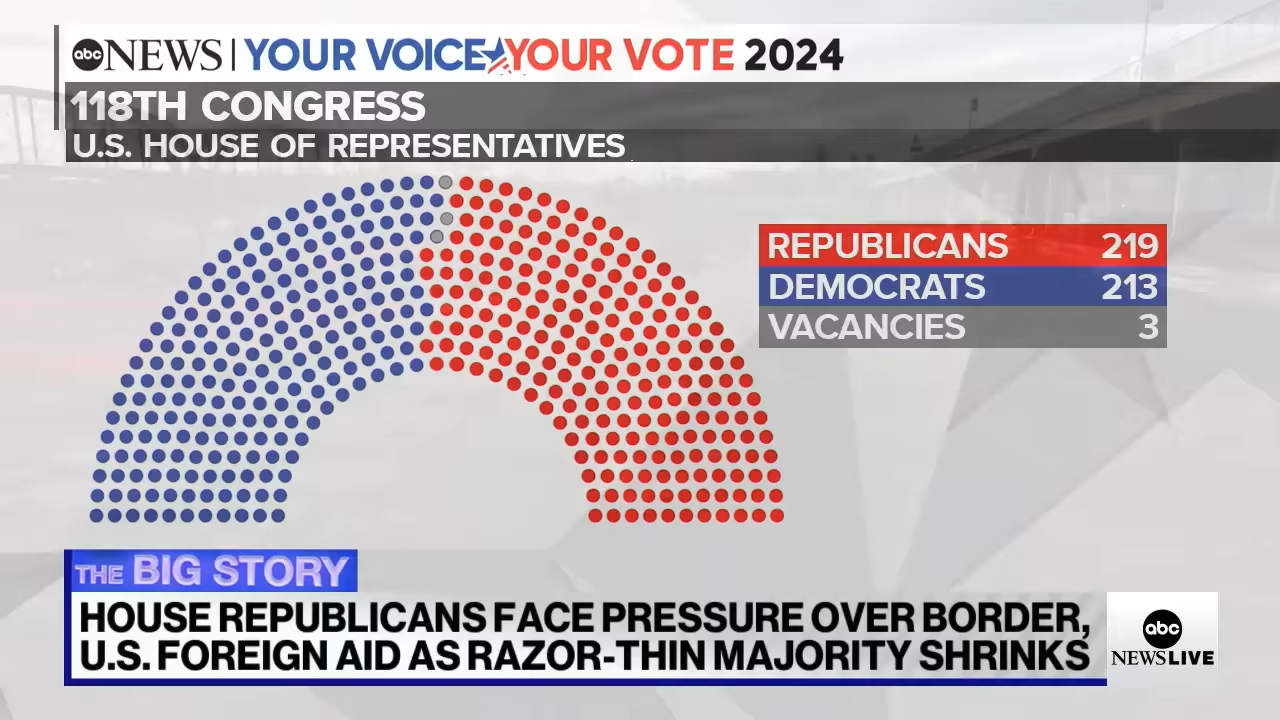 abc NEWS | YOUR VOICE YOUR VOTE 2024
118TH CONGRESS
U.S. HOUSE OF REPRESENTATIVES
REPUBLICANS 219
DEMOCRATS 213
VACANCIES 3
THE BIG STORY
HOUSE REPUBLICANS FACE PRESSURE OVER BORDER,
U.S. FOREIGN AID AS RAZOR-THIN MAJORITY SHRINKS
abc
NEWS LIVE